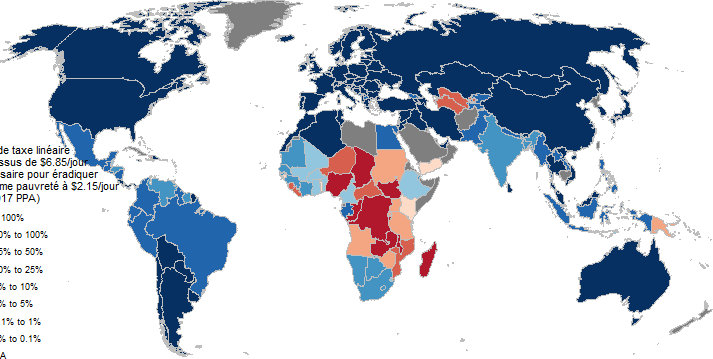 de taxe linéaire
ssus de $6.85/jour
saire pour éradiquer
me pauvreté à $2.15/jour
017 PPA)
100%
0% to 100%
5% to 50%
0% to 25%
% to 10%
% to 5%
.1% to 1%
% to 0.1%
A